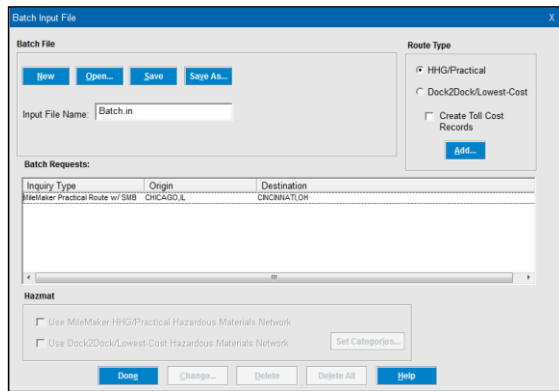 Batch Input File X
Batch File
New Open... Save Save As...
Input File Name: Batch.in
Route Type
HHG/Practical
Dock2Dock/Lowest-Cost
Create Toll Cost
Records
Add...
Batch Requests:
Inquiry Type Origin Destination
MileMaker Practical Route w/ SMB CHICAGO,IL CINCINNATI,OH
Hazmat
Use MileMaker HHG/Practical Hazardous Materials Network
Use Dock2Dock/Lowest-Cost Hazardous Materials Network
Set Categories...
Done Change... Delete Delete All Help